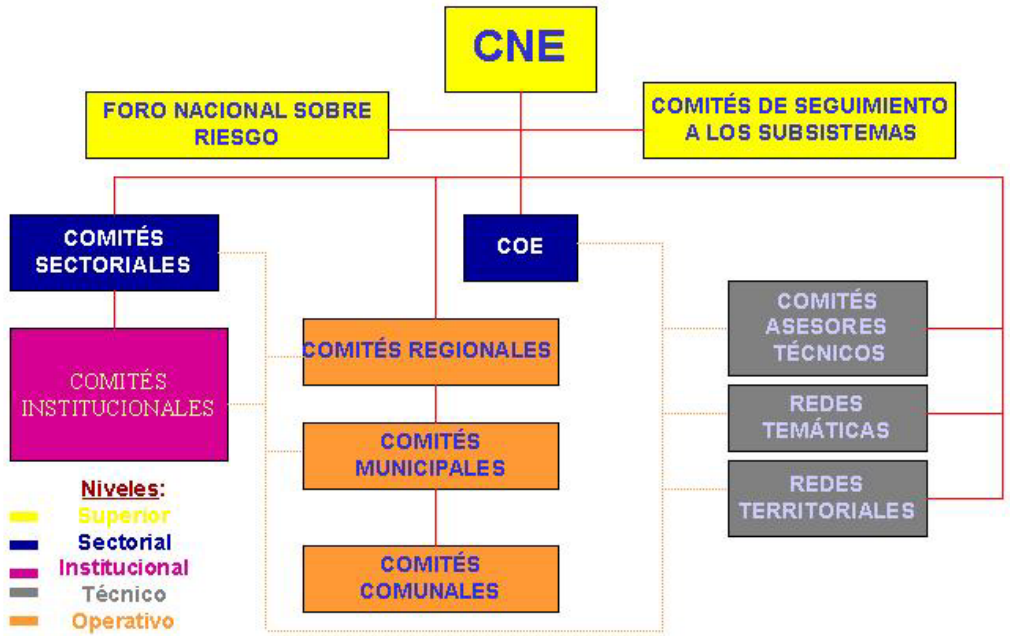 CNE
FORO NACIONAL SOBRE
RIESGO
COMITÉS DE SEGUIMIENTO
A LOS SUBSISTEMAS
COMITÉS
SECTORIALES
COE
COMITÉS
INSTITUCIONALES
COMITÉS REGIONALES
COMITÉS
MUNICIPALES
COMITÉS
COMUNALES
COMITÉS
ASESORES
TÉCNICOS
REDES
TEMÁTICAS
REDES
TERRITORIALES
Niveles:
Superior
Sectorial
Institucional
Técnico
Operativo